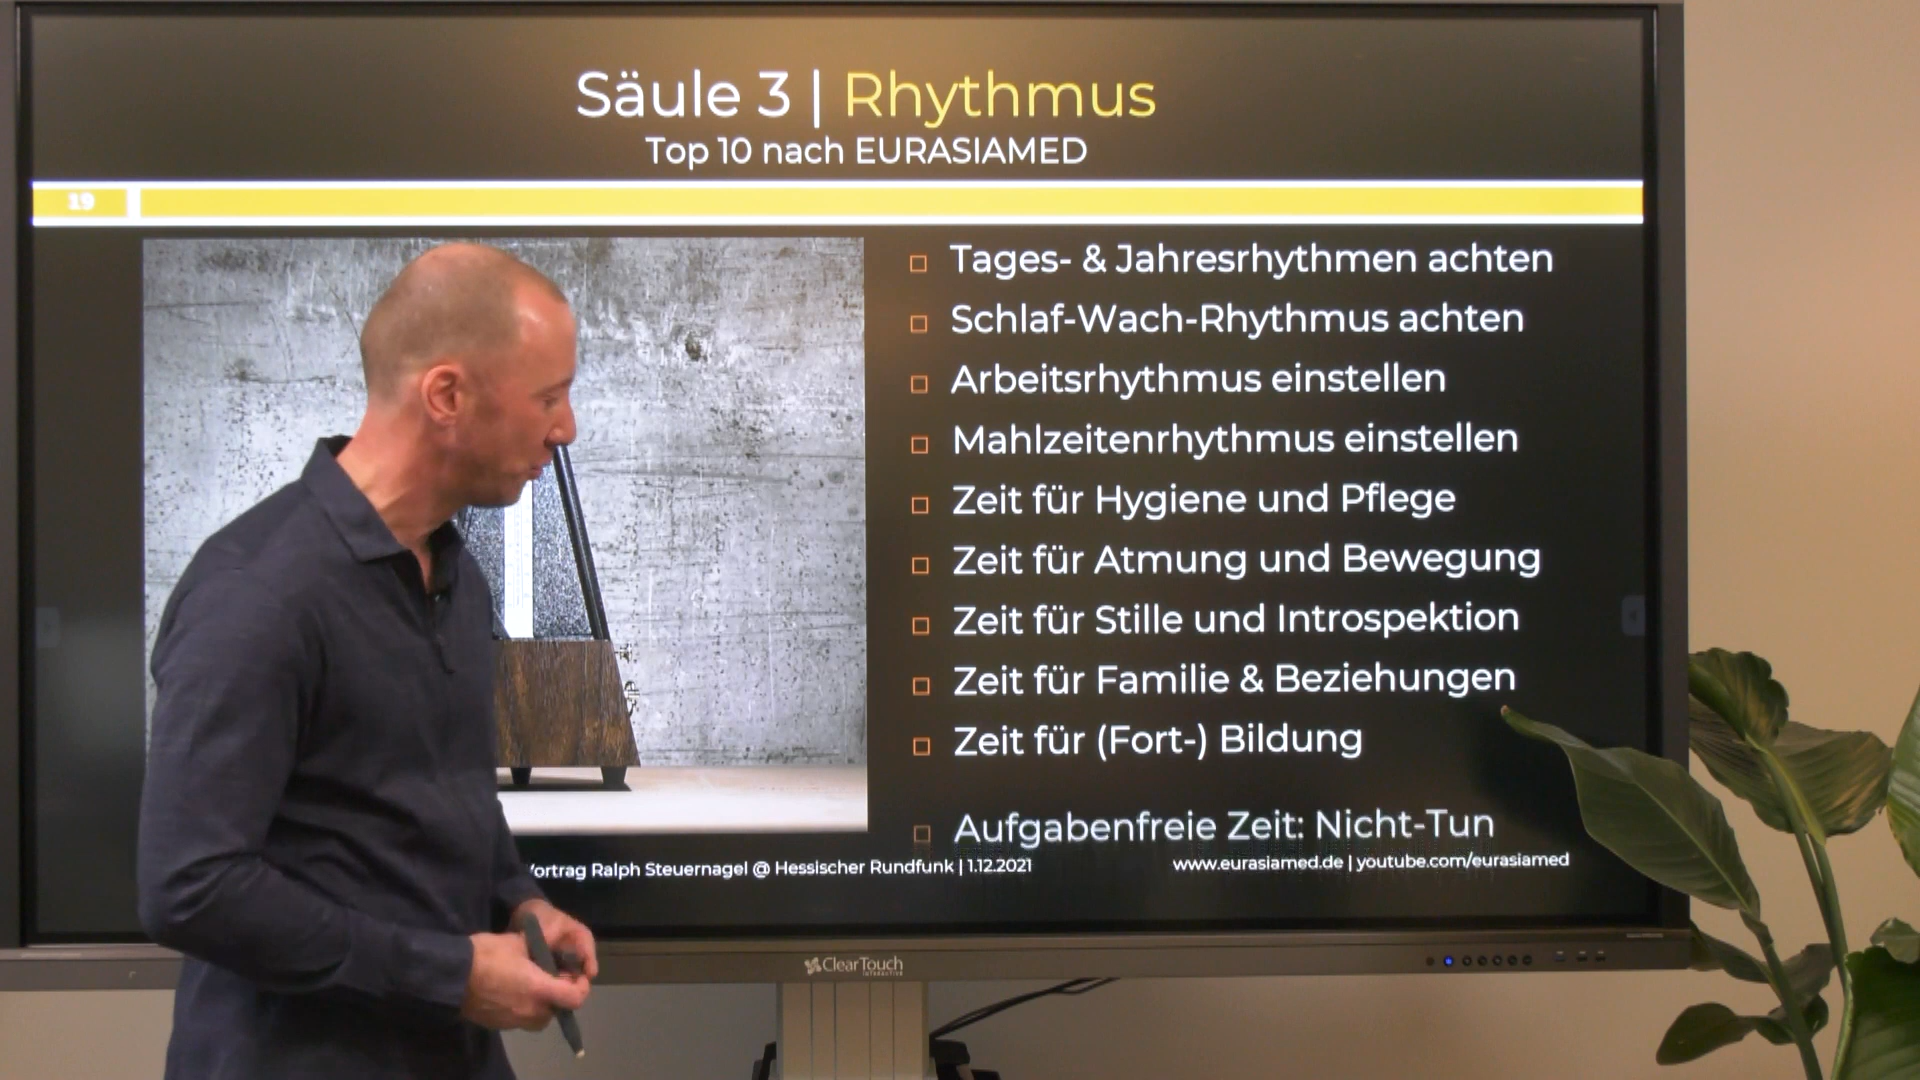 Säule 3 | Rhythmus
Top 10 nach EURASIAMED
19
Tages- & Jahresrhythmen achten
Schlaf-Wach-Rhythmus achten
Arbeitsrhythmus einstellen
Mahlzeitenrhythmus einstellen
Zeit für Hygiene und Pflege
Zeit für Atmung und Bewegung
Zeit für Stille und Introspektion
Zeit für Familie & Beziehungen
Zeit für (Fort-) Bildung
Aufgabenfreie Zeit: Nicht-Tun
Vortrag Ralph Steuernagel @ Hessischer Rundfunk | 1.12.2021
www.eurasiamed.de | youtube.com/eurasiamed
ClearTouch
INTERACTIVE